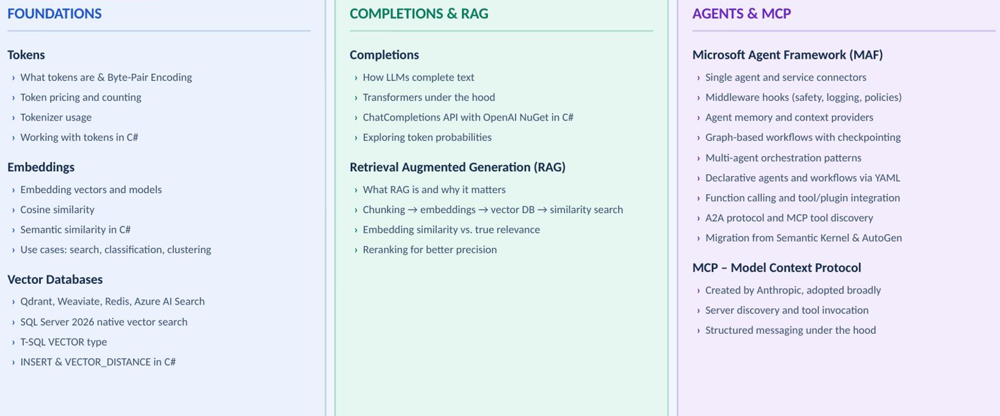 FOUNDATIONS
Tokens
› What tokens are & Byte-Pair Encoding
› Token pricing and counting
› Tokenizer usage
› Working with tokens in C#
Embeddings
› Embedding vectors and models
› Cosine similarity
› Semantic similarity in C#
› Use cases: search, classification, clustering
Vector Databases
› Qdrant, Weaviate, Redis, Azure AI Search
› SQL Server 2026 native vector search
› T-SQL VECTOR type
› INSERT & VECTOR_DISTANCE in C#
COMPLETIONS & RAG
Completions
› How LLMs complete text
› Transformers under the hood
› ChatCompletions API with OpenAI NuGet in C#
› Exploring token probabilities
Retrieval Augmented Generation (RAG)
› What RAG is and why it matters
› Chunking → embeddings → vector DB → similarity search
› Embedding similarity vs. true relevance
› Reranking for better precision
AGENTS & MCP
Microsoft Agent Framework (MAF)
› Single agent and service connectors
› Middleware hooks (safety, logging, policies)
› Agent memory and context providers
› Graph-based workflows with checkpointing
› Multi-agent orchestration patterns
› Declarative agents and workflows via YAML
› Function calling and tool/plugin integration
› A2A protocol and MCP tool discovery
› Migration from Semantic Kernel & AutoGen
MCP – Model Context Protocol
› Created by Anthropic, adopted broadly
› Server discovery and tool invocation
› Structured messaging under the hood